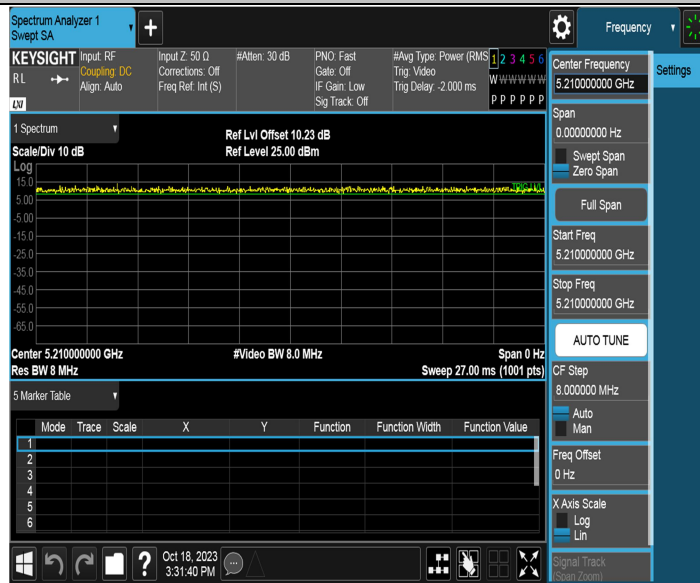 Spectrum Analyzer 1
Swept SA
+
Frequency
KEYSIGHT
RL
LXI
Input: RF
Coupling: DC
Align: Auto
Input Z: 50 Ω
Corrections: Off
Freq Ref: Int (S)
#Atten: 30 dB
PNO: Fast
Gate: Off
IF Gain: Low
Sig Track: Off
#Avg Type: Power (RMS
Trig: Video
Trig Delay: -2.000 ms
1 2 3 4 5 6
W W W W W W
P P P P P P
Center Frequency
5.210000000 GHz
Settings
Span
0.00000000 Hz
Swept Span
Zero Span
Full Span
Start Freq
5.210000000 GHz
Stop Freq
5.210000000 GHz
AUTO TUNE
CF Step
8.000000 MHz
Auto
Man
Freq Offset
0 Hz
X Axis Scale
Log
Lin
Signal Track
(Span Zoom)
1 Spectrum
Scale/Div 10 dB
Ref Lvl Offset 10.23 dB
Ref Level 25.00 dBm
Log
15.0
5.00
-5.00
-15.0
-25.0
-35.0
-45.0
-55.0
-65.0
TRIG LVL
Center 5.210000000 GHz
#Video BW 8.0 MHz
Span 0 Hz
Res BW 8 MHz
Sweep 27.00 ms (1001 pts)
5 Marker Table
Mode Trace Scale X Y Function Function Width Function Value
1
2
3
4
5
6
?
Oct 18, 2023
3:31:40 PM